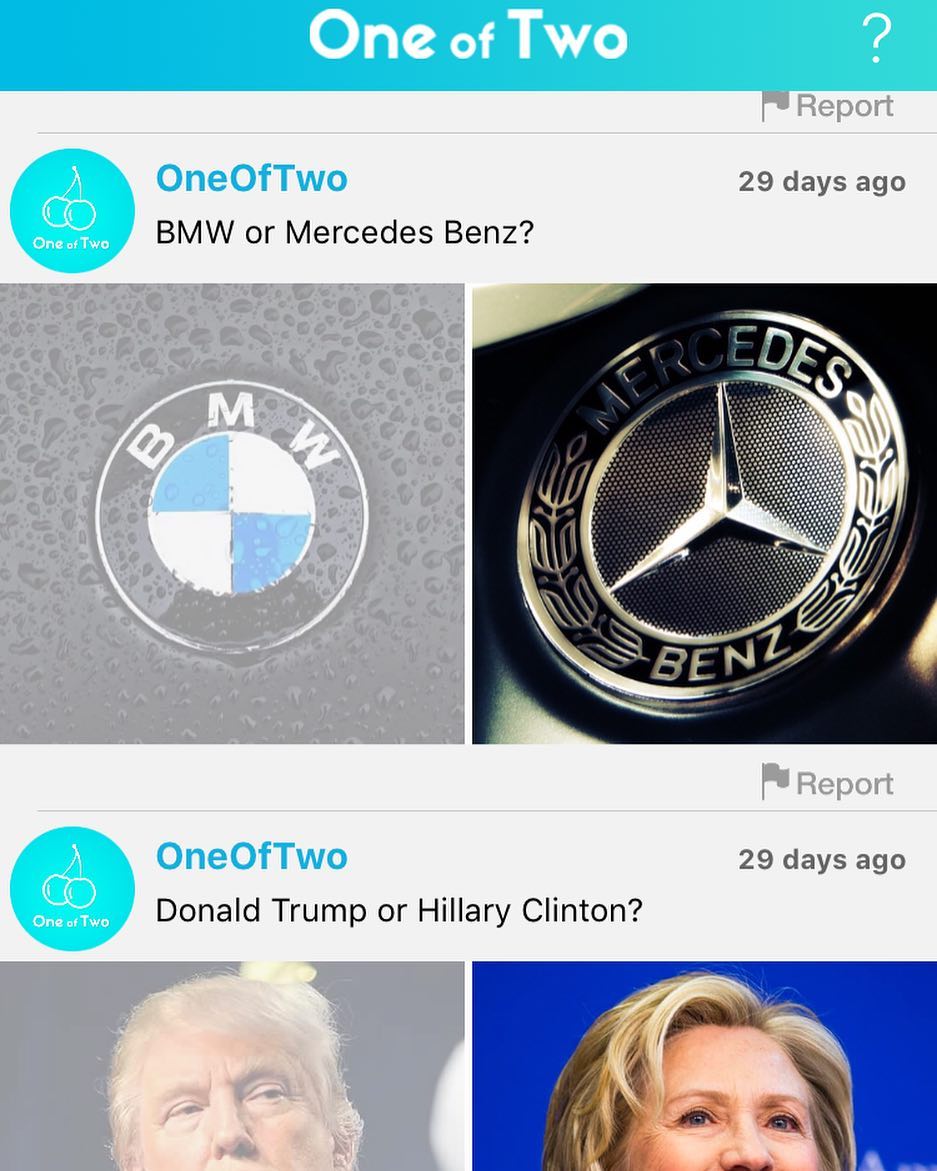 One of Two ?
Report
OneOfTwo
29 days ago
BMW or Mercedes Benz?
One of Two
BMW
MERCEDES
BENZ
Report
OneOfTwo
29 days ago
Donald Trump or Hillary Clinton?
One of Two